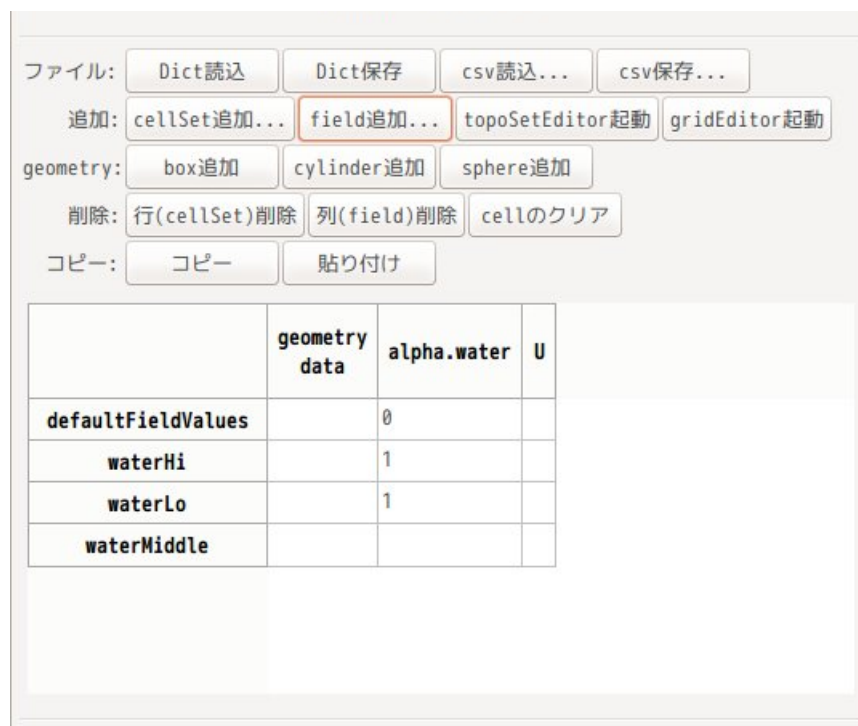 ファイル: Dict読込 Dict保存 csv読込... csv保存...
追加: cellSet追加... field追加... topoSetEditor起動 gridEditor起動
geometry: box追加 cylinder追加 sphere追加
削除: 行(cellSet)削除 列(field)削除 cellのクリア
コピー: コピー 貼り付け
geometry
data alpha.water U
defaultFieldValues 0
waterHi 1
waterLo 1
waterMiddle